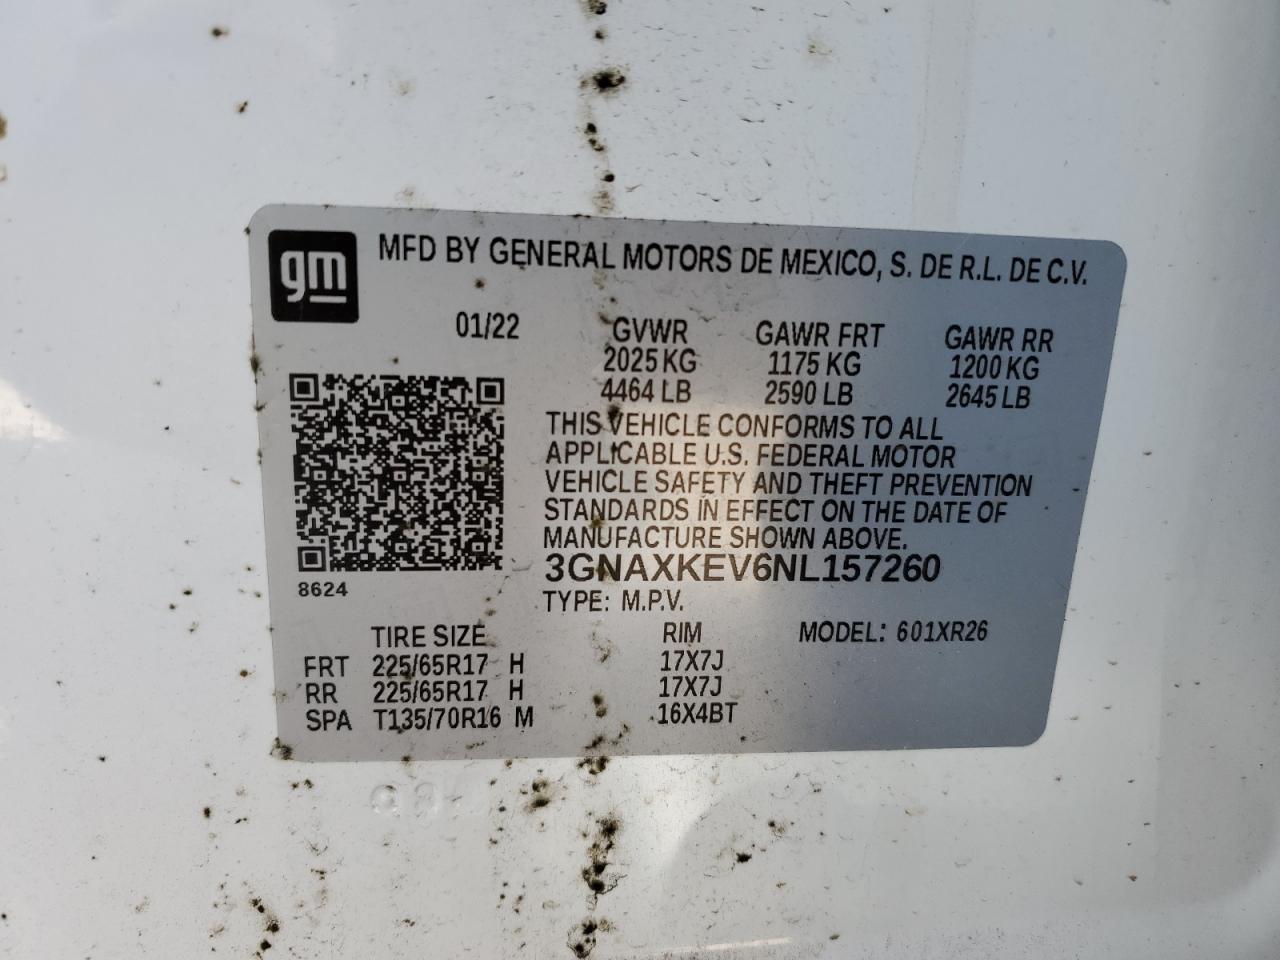 gm
MFD BY GENERAL MOTORS DE MEXICO, S. DE R.L. DE C.V.
01/22 GVWR GAWR FRT GAWR RR
2025 KG 1175 KG 1200 KG
4464 LB 2590 LB 2645 LB
THIS VEHICLE CONFORMS TO ALL
APPLICABLE U.S. FEDERAL MOTOR
VEHICLE SAFETY AND THEFT PREVENTION
STANDARDS IN EFFECT ON THE DATE OF
MANUFACTURE SHOWN ABOVE.
3GNAXKEV6NL157260
8624
TYPE: M.P.V.
TIRE SIZE RIM MODEL: 601XR26
FRT 225/65R17 H 17X7J
RR 225/65R17 H 17X7J
SPA T135/70R16 M 16X4BT